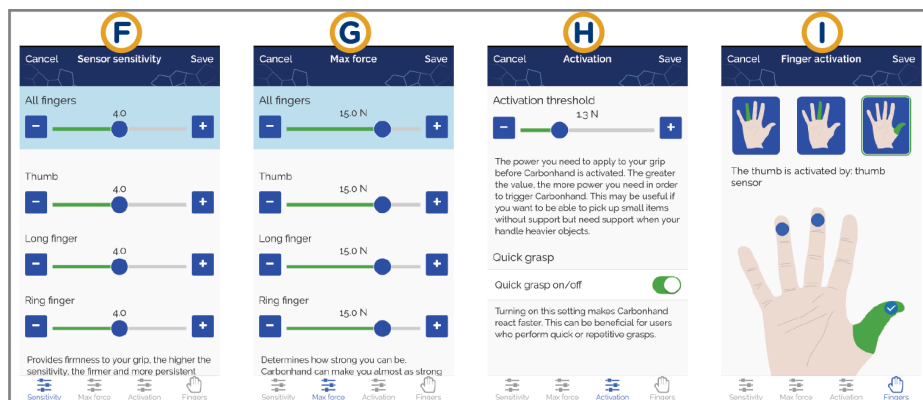 F
Cancel Sensor sensitivity Save
All fingers
4.0
Thumb
4.0
Long finger
4.0
Ring finger
4.0
Provides firmness to your grip, the higher the
sensitivity, the firmer and more persistent
Sensitivity Max force Activation Fingers
G
Cancel Max force Save
All fingers
15.0 N
Thumb
15.0 N
Long finger
15.0 N
Ring finger
15.0 N
Determines how strong you can be.
Carbonhand can make you almost as strong
Sensitivity Max force Activation Fingers
H
Cancel Activation Save
Activation threshold
1.3 N
The power you need to apply to your grip
before Carbonhand is activated. The greater
the value, the more power you need in order
to trigger Carbonhand. This may be useful if
you want to be able to pick up small items
without support but need support when your
handle heavier objects.
Quick grasp
Quick grasp on/off
Turning on this setting makes Carbonhand
react faster. This can be beneficial for users
who perform quick or repetitive grasps.
Sensitivity Max force Activation Fingers
I
Cancel Finger activation Save
The thumb is activated by: thumb
sensor
Sensitivity Max force Activation Fingers